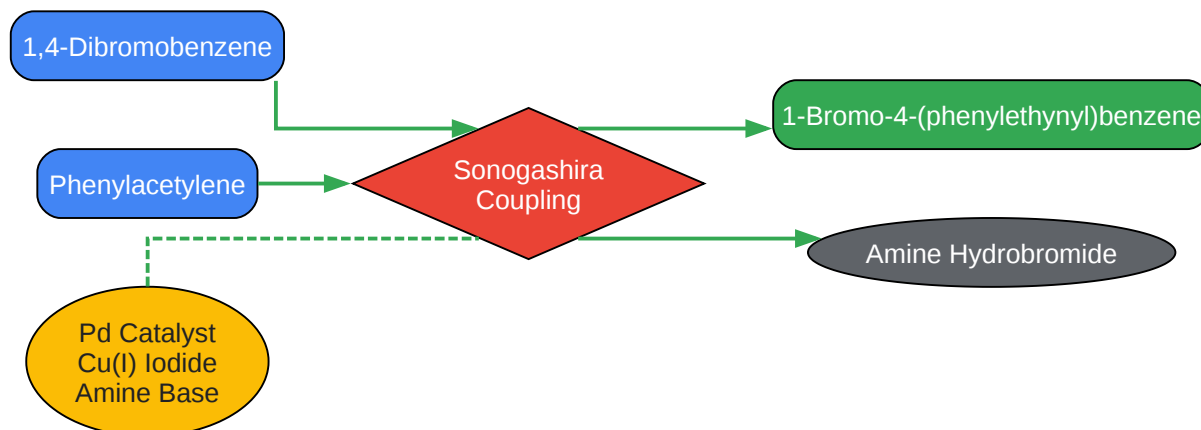 1,4-Dibromobenzene
1-Bromo-4-(phenylethynyl)benzene
Phenylacetylene
Sonogashira
Coupling
Amine Hydrobromide
Pd Catalyst
Cu(I) Iodide
Amine Base